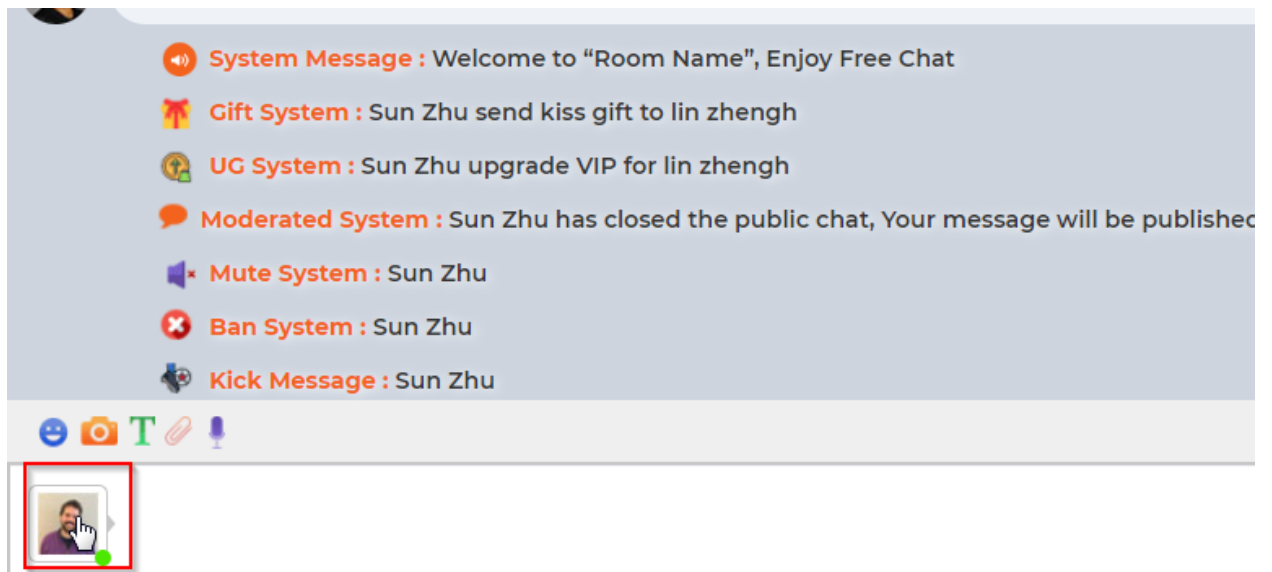 System Message : Welcome to “Room Name”, Enjoy Free Chat
Gift System : Sun Zhu send kiss gift to lin zhengh
UG System : Sun Zhu upgrade VIP for lin zhengh
Moderated System : Sun Zhu has closed the public chat, Your message will be published
Mute System : Sun Zhu
Ban System : Sun Zhu
Kick Message : Sun Zhu
T